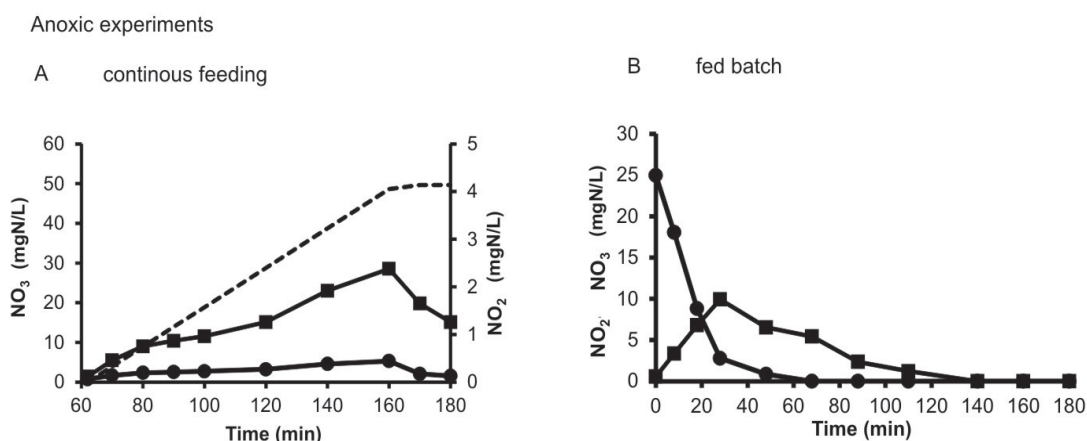 Anoxic experiments
A continous feeding
B fed batch
NO3 (mgN/L)
60
50
40
30
20
10
0
5
4
3
2
1
0
NO2 (mgN/L)
60 80 100 120 140 160 180
Time (min)
NO2, NO3 (mgN/L)
30
25
20
15
10
5
0
0 20 40 60 80 100 120 140 160 180
Time (min)